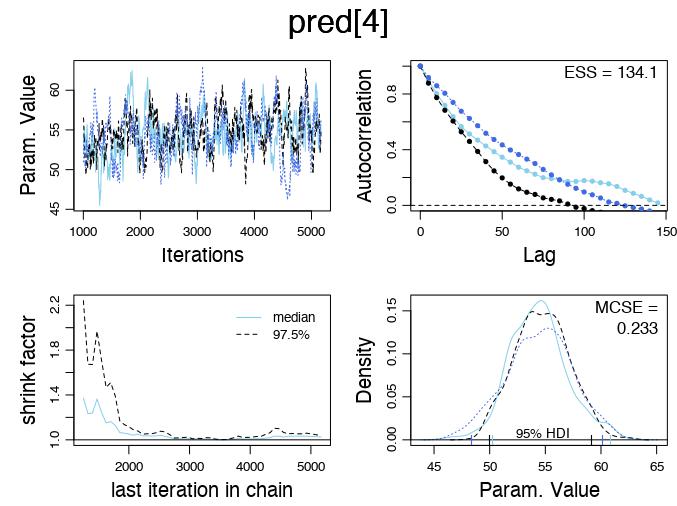 pred[4]
Param. Value
45 50 55 60
1000 2000 3000 4000 5000
Iterations
ESS = 134.1
Autocorrelation
0.0 0.4 0.8
0 50 100 150
Lag
shrink factor
1.0 1.4 1.8 2.2
median
97.5%
2000 3000 4000 5000
last iteration in chain
MCSE =
0.233
Density
0.00 0.05 0.10 0.15
95% HDI
45 50 55 60 65
Param. Value